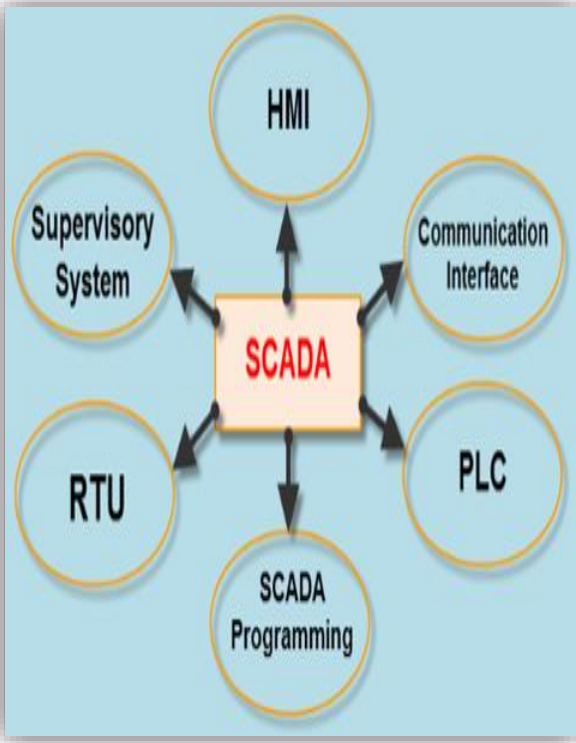 HMI
Supervisory
System
Communication
Interface
SCADA
RTU
PLC
SCADA
Programming